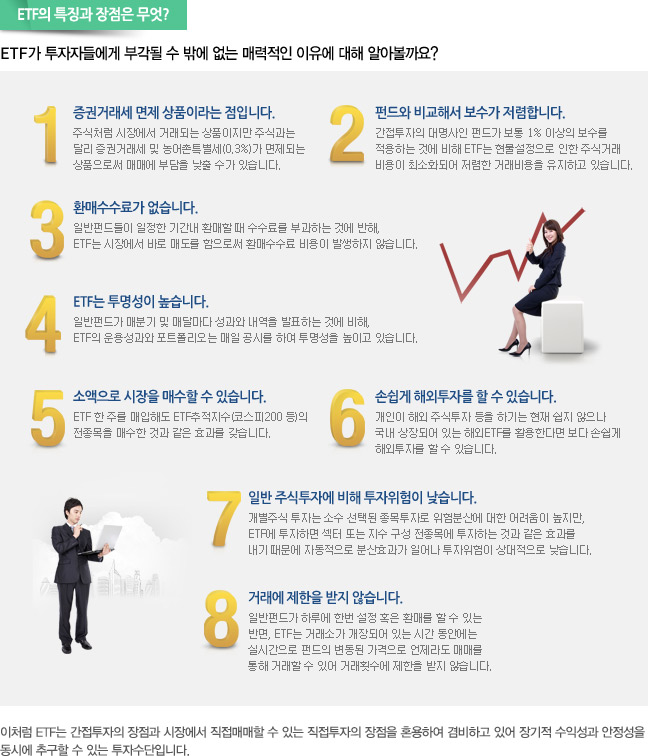 ETF의 특징과 장점은 무엇?
ETF가 투자자들에게 부각될 수 밖에 없는 매력적인 이유에 대해 알아볼까요?
1
증권거래세 면제 상품이라는 점입니다.
주식처럼 시장에서 거래되는 상품이지만 주식과는
달리 증권거래세 및 농어촌특별세(0.3%)가 면제되는
상품으로써 매매에 부담을 낮출 수가 있습니다.
2
펀드와 비교해서 보수가 저렴합니다.
간접투자의 대명사인 펀드가 보통 1% 이상의 보수를
적용하는 것에 비해 ETF는 현물설정으로 인한 주식거래
비용이 최소화되어 저렴한 거래비용을 유지하고 있습니다.
3
환매수수료가 없습니다.
일반펀드들이 일정한 기간내 환매할 때 수수료를 부과하는 것에 반해,
ETF는 시장에서 바로 매도를 함으로써 환매수수료 비용이 발생하지 않습니다.
4
ETF는 투명성이 높습니다.
일반펀드가 매분기 및 매달마다 성과와 내역을 발표하는 것에 비해,
ETF의 운용성과와 포트폴리오는 매일 공시를 하여 투명성을 높이고 있습니다.
5
소액으로 시장을 매수할 수 있습니다.
ETF 한 주를 매입해도 ETF추적지수(코스피200 등)의
전종목을 매수한 것과 같은 효과를 갖습니다.
6
손쉽게 해외투자를 할 수 있습니다.
개인이 해외 주식투자 등을 하기는 현재 쉽지 않으나
국내 상장되어 있는 해외ETF를 활용한다면 보다 손쉽게
해외투자를 할 수 있습니다.
7
일반 주식투자에 비해 투자위험이 낮습니다.
개별주식 투자는 소수 선택된 종목투자로 위험분산에 대한 어려움이 높지만,
ETF에 투자하면 섹터 또는 지수 구성 전종목에 투자하는 것과 같은 효과를
내기 때문에 자동적으로 분산효과가 일어나 투자위험이 상대적으로 낮습니다.
8
거래에 제한을 받지 않습니다.
일반펀드가 하루에 한번 설정 혹은 환매를 할 수 있는
반면, ETF는 거래소가 개장되어 있는 시간 동안에는
실시간으로 펀드의 변동된 가격으로 언제라도 매매를
통해 거래할 수 있어 거래횟수에 제한을 받지 않습니다.
이처럼 ETF는 간접투자의 장점과 시장에서 직접매매할 수 있는 직접투자의 장점을 혼용하여 겸비하고 있어 장기적 수익성과 안정성을
동시에 추구할 수 있는 투자수단입니다.